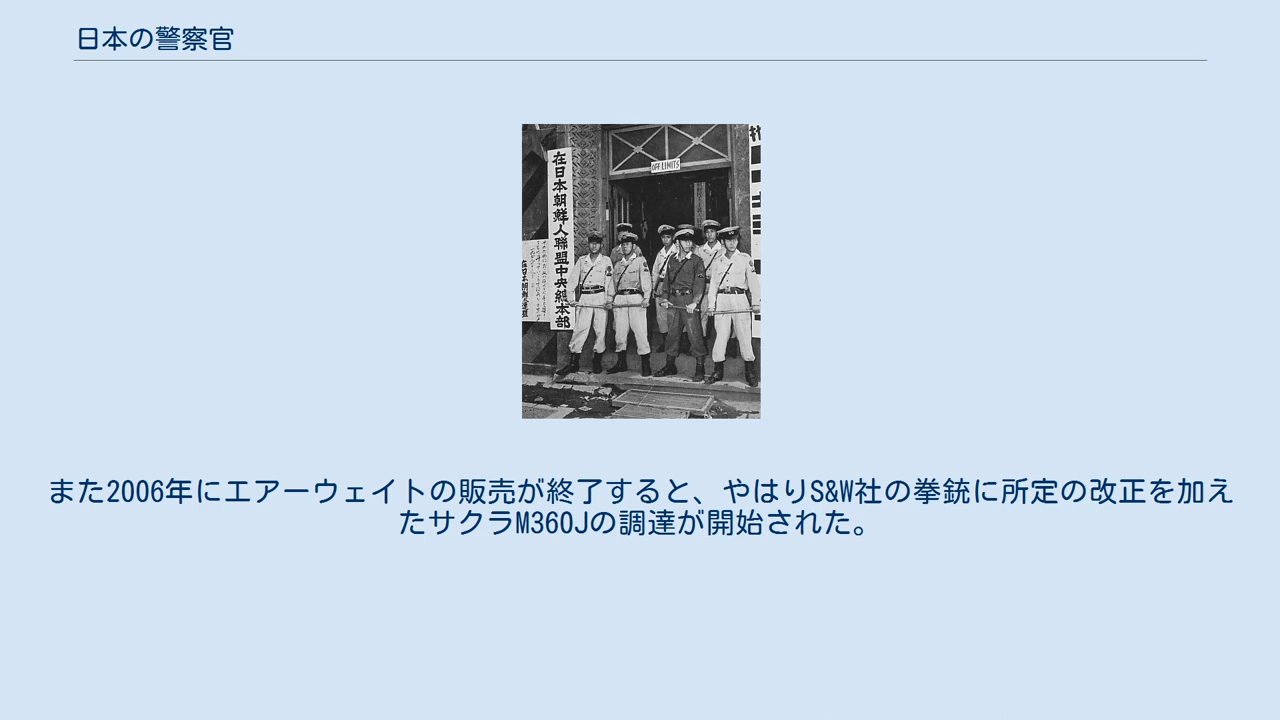 日本の警察官
OFF LIMITS
在日本朝鮮人聯盟中央総本部
また2006年にエアーウェイトの販売が終了すると、やはりS&W社の拳銃に所定の改正を加え
たサクラM360Jの調達が開始された。